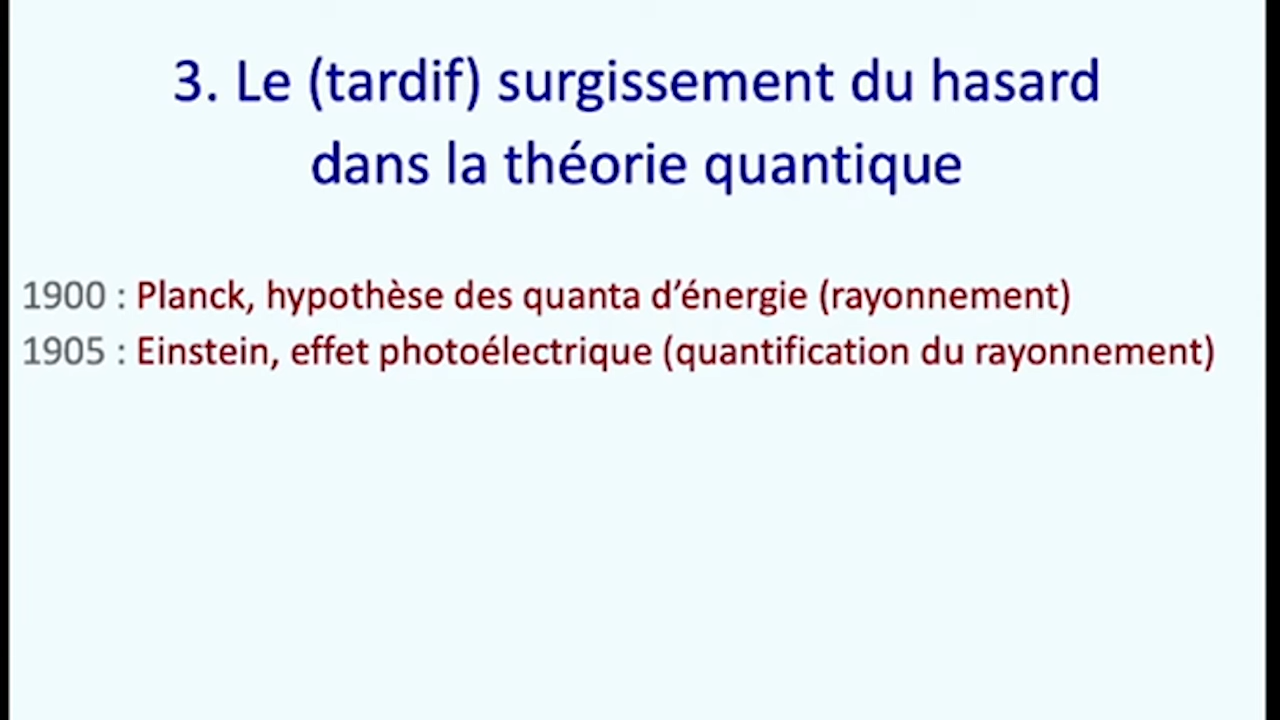 3. Le (tardif) surgissement du hasard
dans la théorie quantique
1900 : Planck, hypothèse des quanta d’énergie (rayonnement)
1905 : Einstein, effet photoélectrique (quantification du rayonnement)